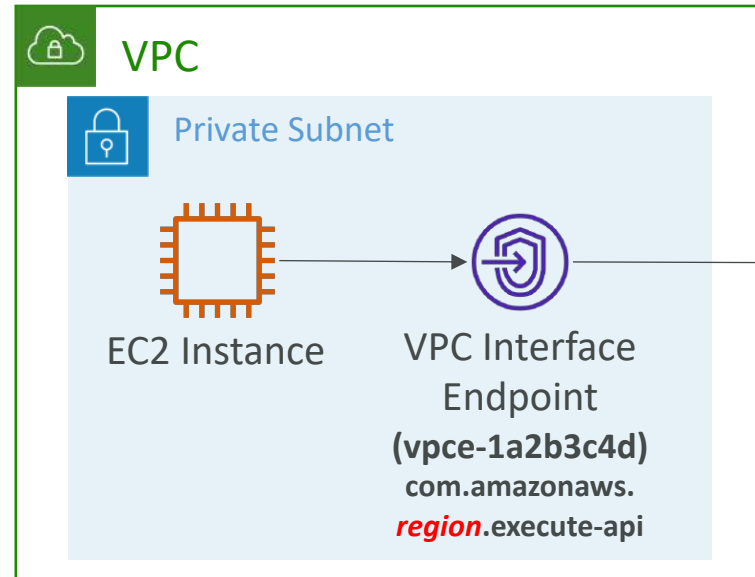 VPC
Private Subnet
EC2 Instance
VPC Interface
Endpoint
(vpce-1a2b3c4d)
com.amazonaws.
region.execute-api